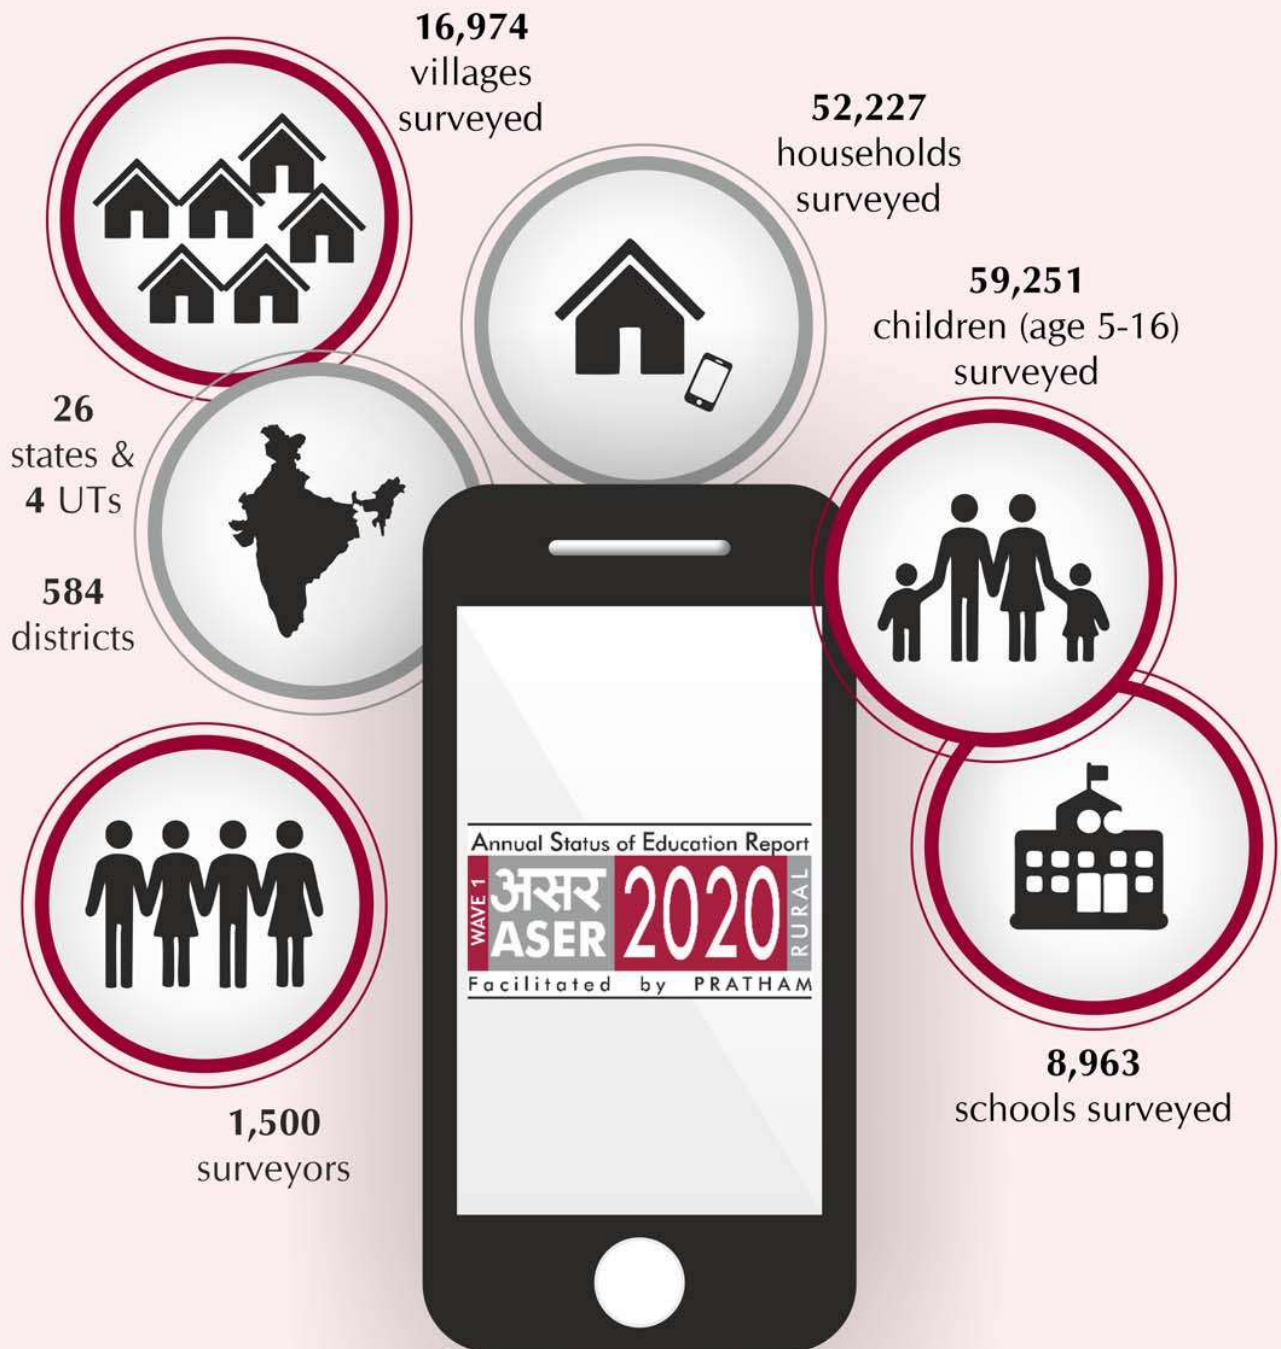 16,974
villages
surveyed
52,227
households
surveyed
59,251
children (age 5-16)
surveyed
26
states &
4 UTs
584
districts
Annual Status of Education Report
WAVE 1
असर
ASER
2020
RURAL
Facilitated by PRATHAM
8,963
schools surveyed
1,500
surveyors